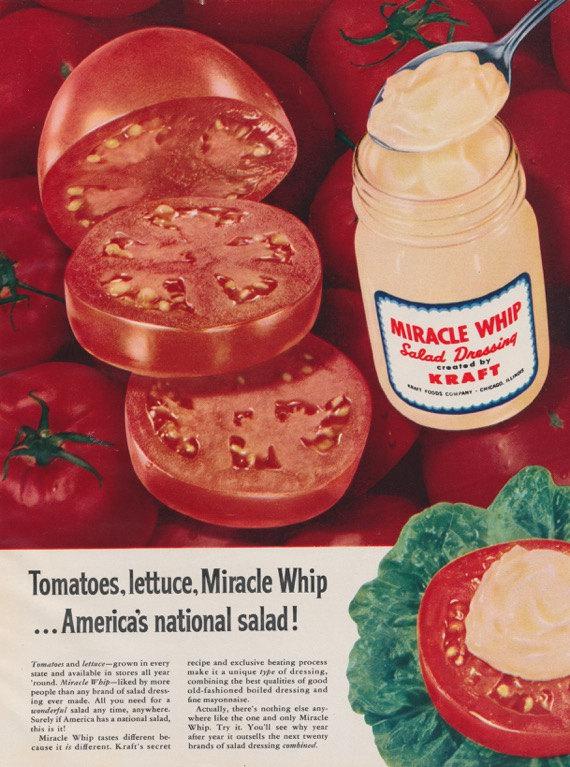 MIRACLE WHIP
Salad Dressing
created by
KRAFT
KRAFT FOODS COMPANY - CHICAGO, ILLINOIS
Tomatoes, lettuce, Miracle Whip
...America's national salad!
Tomatoes and lettuce—grown in every
state and available in stores all year
'round. Miracle Whip—liked by more
people than any brand of salad dress-
ing ever made. All you need for a
wonderful salad any time, anywhere.
Surely if America has a national salad,
this is it!
Miracle Whip tastes different be-
cause it is different. Kraft's secret
recipe and exclusive beating process
make it a unique type of dressing,
combining the best qualities of good
old-fashioned boiled dressing and
fine mayonnaise.
Actually, there's nothing else any-
where like the one and only Miracle
Whip. Try it. You'll see why year
after year it outsells the next twenty
brands of salad dressing combined.